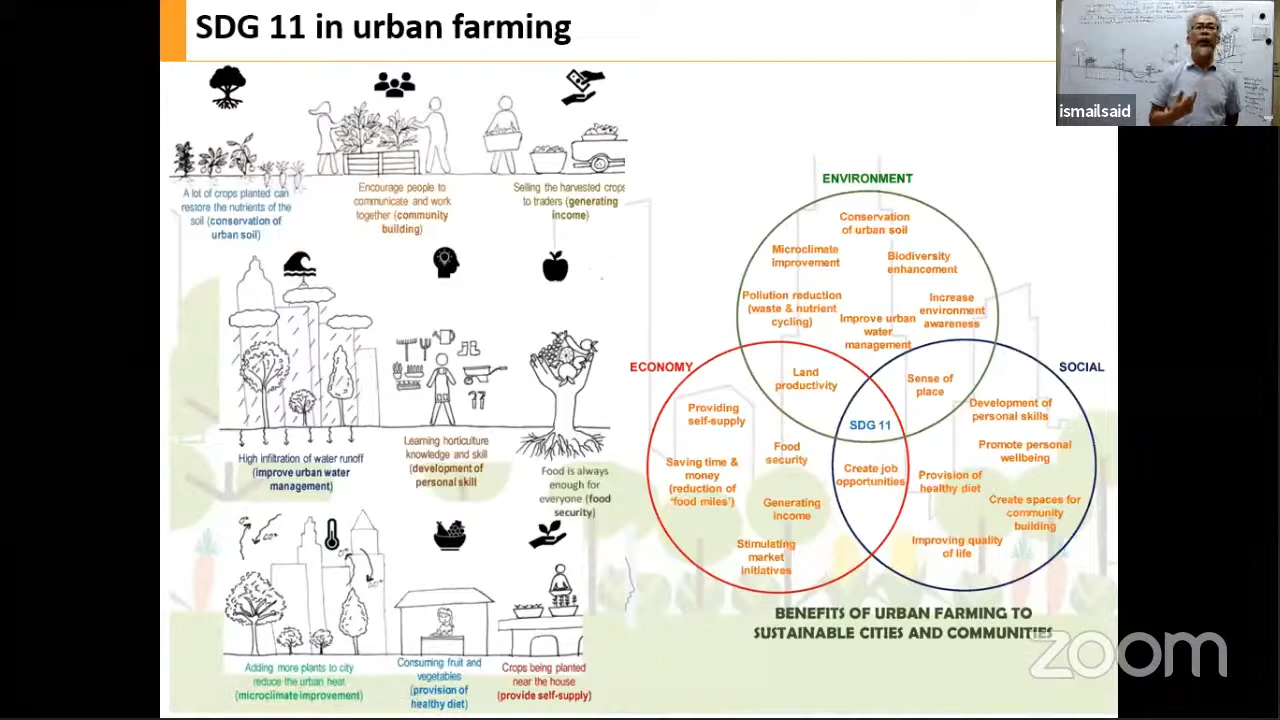 SDG 11 in urban farming
ismailsaid
A lot of crops planted can
restore the nutrients of the
soil (conservation of
urban soil)
Encourage people to
communicate and work
together (community
building)
Selling the harvested crops
to traders (generating
income)
High infiltration of water runoff
(improve urban water
management)
Learning horticulture
knowledge and skill
(development of
personal skill
Food is always
enough for
everyone (food
security)
Adding more plants to city
reduce the urban heat
(microclimate improvement)
Consuming fruit and
vegetables
(provision of
healthy diet)
Crops being planted
near the house
(provide self-supply)
ENVIRONMENT
Conservation
of urban soil
Microclimate
improvement
Biodiversity
enhancement
Pollution reduction
(waste & nutrient
cycling)
Increase
environment
awareness
Improve urban
water
management
ECONOMY
SOCIAL
Land
productivity
Sense of
place
SDG 11
Providing
self-supply
Food
security
Saving time &
money
(reduction of
'food miles')
Generating
income
Stimulating
market
initiatives
Create job
opportunities
Development of
personal skills
Promote personal
wellbeing
Provision of
healthy diet
Create spaces for
community
building
Improving quality
of life
BENEFITS OF URBAN FARMING TO
SUSTAINABLE CITIES AND COMMUNITIES
zoom